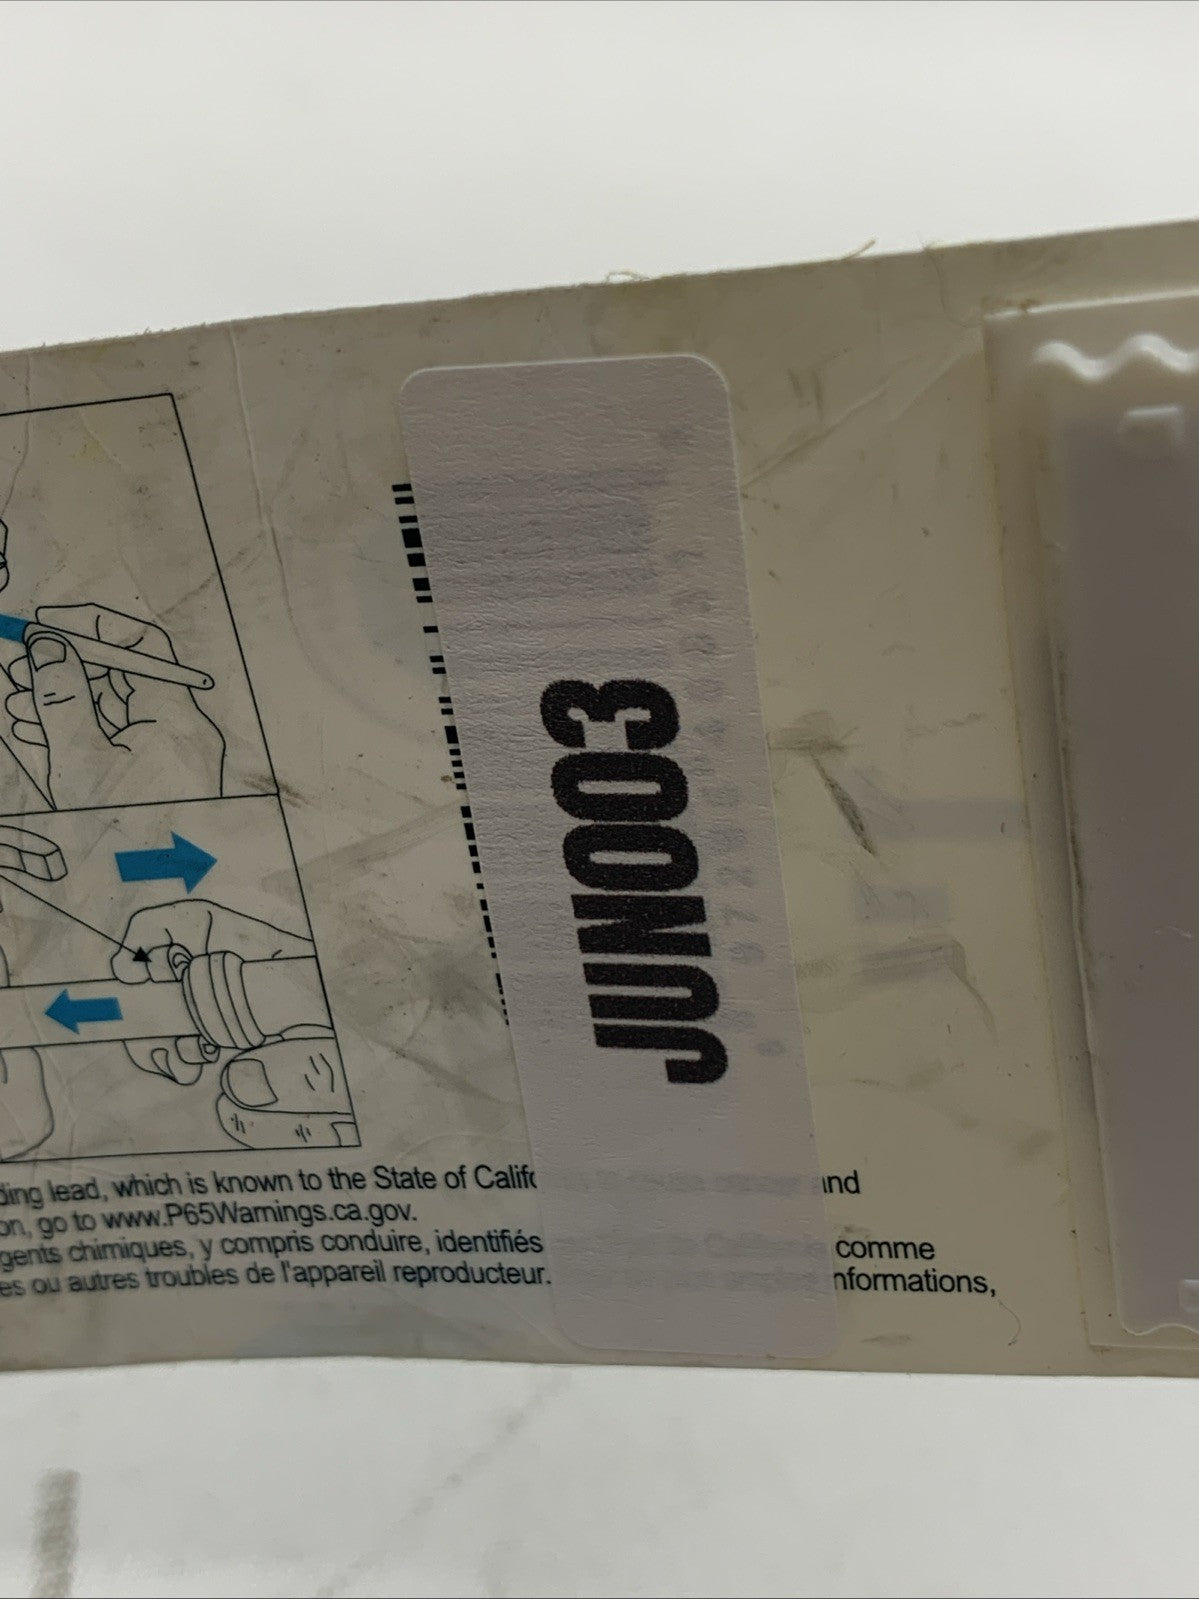 JUN003
ding lead, which is known to the State of Califo and
on, go to www.P65Warnings.ca.gov.
gents chimiques, y compris conduire, identifiés comme
es ou autres troubles de l'appareil reproducteur. nformations,